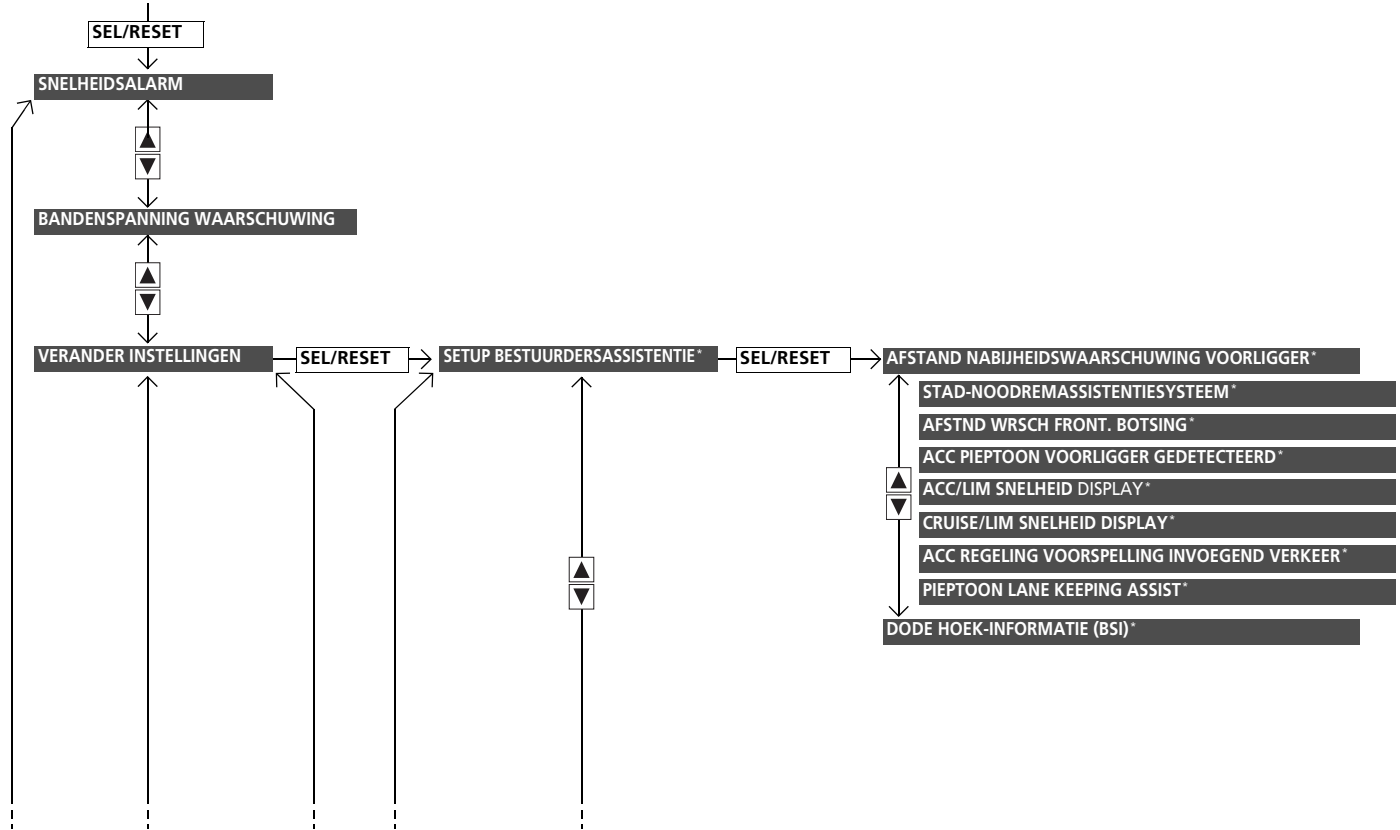 SEL/RESET
SNELHEIDSALARM
▲
▼
BANDENSPANNING WAARSCHUWING
▲
▼
VERANDER INSTELLINGEN
SEL/RESET
SETUP BESTUURDERSASSISTENTIE*
SEL/RESET
AFSTAND NABIJHEIDSWAARSCHUWING VOORLIGGER*
STAD-NOODREMASSISTENTIESYSTEEM*
AFSTND WRSCH FRONT. BOTSING*
ACC PIEPTOON VOORLIGGER GEDETECTEERD*
▲
▼
ACC/LIM SNELHEID DISPLAY*
CRUISE/LIM SNELHEID DISPLAY*
ACC REGELING VOORSPELLING INVOEGEND VERKEER*
PIEPTOON LANE KEEPING ASSIST*
▲
▼
DODE HOEK-INFORMATIE (BSI)*